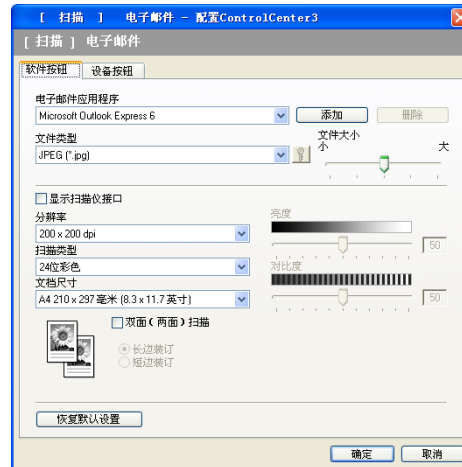 [ 扫描 ] 电子邮件 - 配置ControlCenter3
[ 扫描 ] 电子邮件
软件按钮 设备按钮
电子邮件应用程序
Microsoft Outlook Express 6 添加 删除
文件类型 文件大小
JPEG (*.jpg) 小 大
显示扫描仪接口
分辨率 亮度
200 x 200 dpi 50
扫描类型
24位彩色 对比度
文档尺寸
A4 210 x 297 毫米 (8.3 x 11.7 英寸) 50
双面(两面)扫描
长边装订
短边装订
恢复默认设置
确定 取消